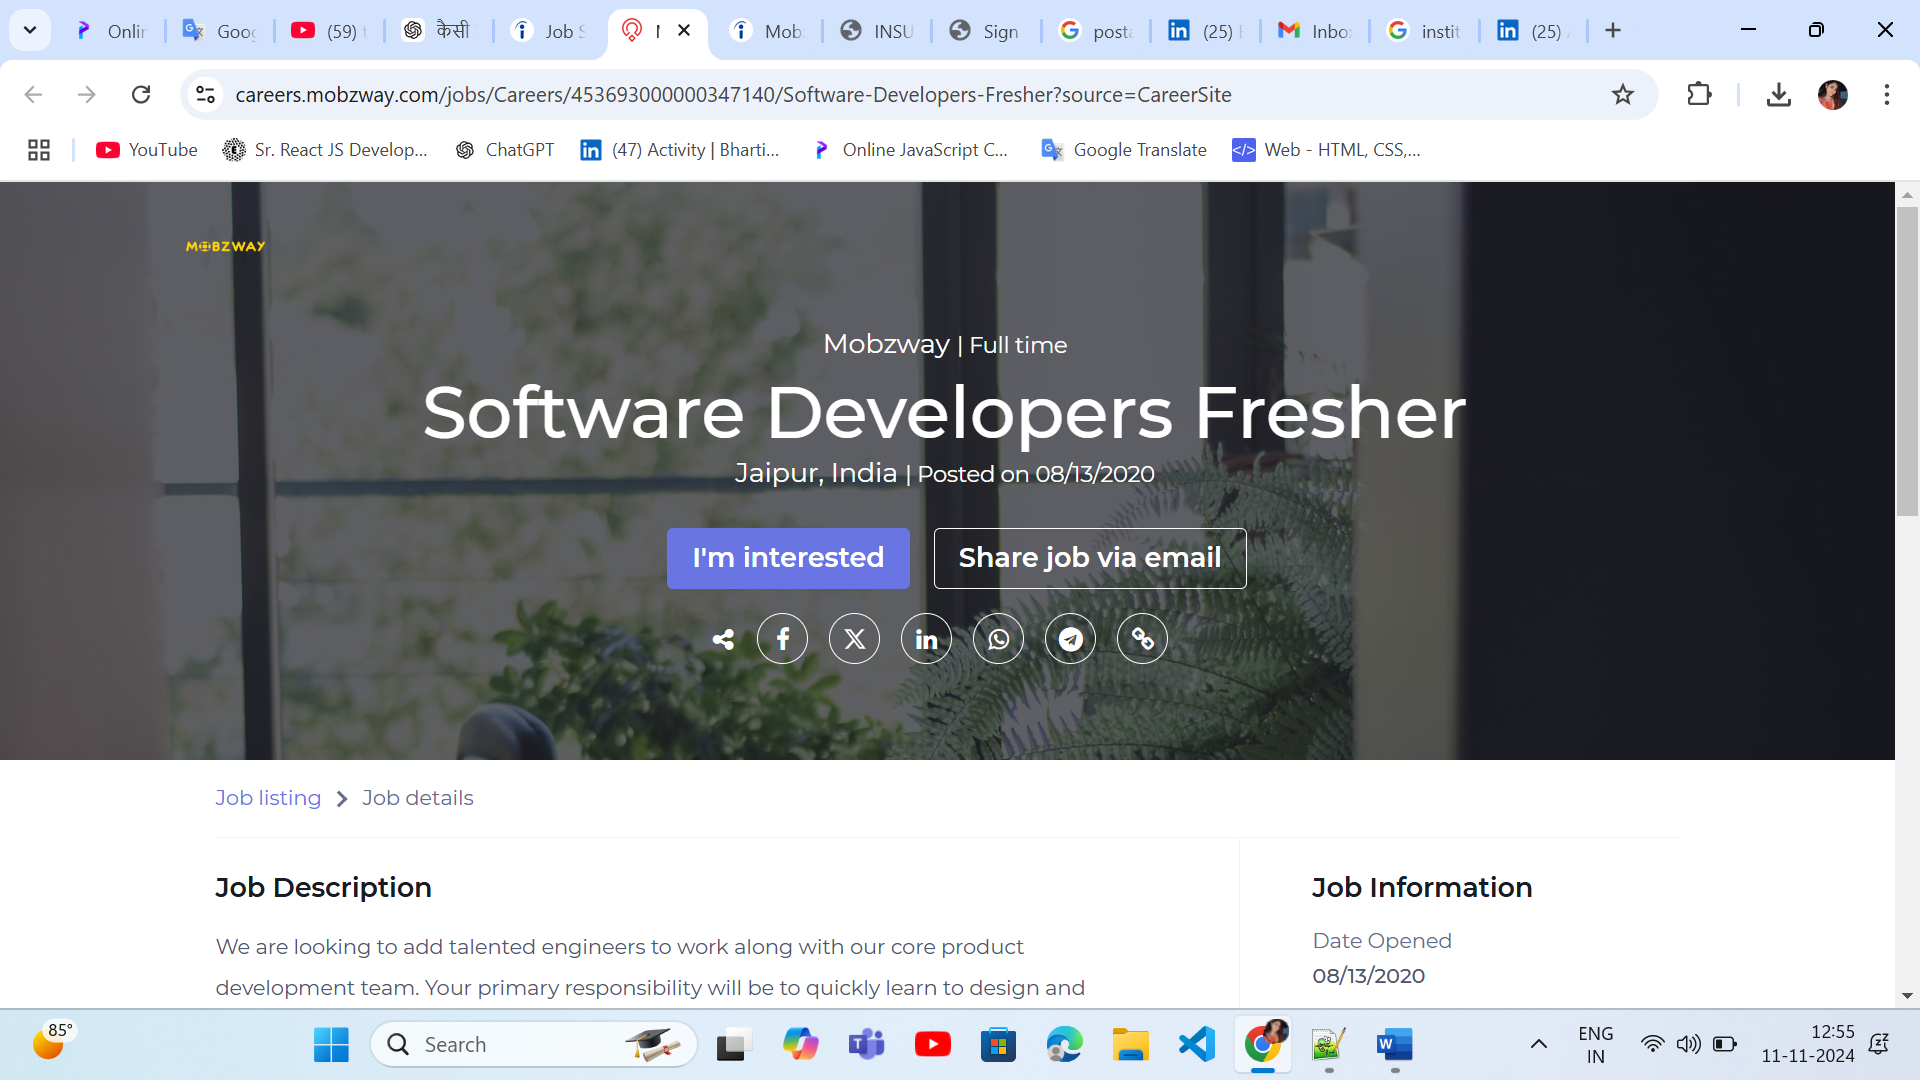 Onlin
Goog
(59) t
कैसी
Job S
Mob
INSU
Sign
posta
(25)
Inbo
instit
(25)
careers.mobzway.com/jobs/Careers/453693000000347140/Software-Developers-Fresher?source=CareerSite
YouTube
Sr. React JS Develop...
ChatGPT
(47) Activity | Bharti...
Online JavaScript C...
Google Translate
Web - HTML, CSS,...
MOBZWAY
Mobzway | Full time
Software Developers Fresher
Jaipur, India | Posted on 08/13/2020
I'm interested
Share job via email
Job listing
Job details
Job Description
Job Information
We are looking to add talented engineers to work along with our core product
development team. Your primary responsibility will be to quickly learn to design and
Date Opened
08/13/2020
85°
Search
ENG
IN
12:55
11-11-2024